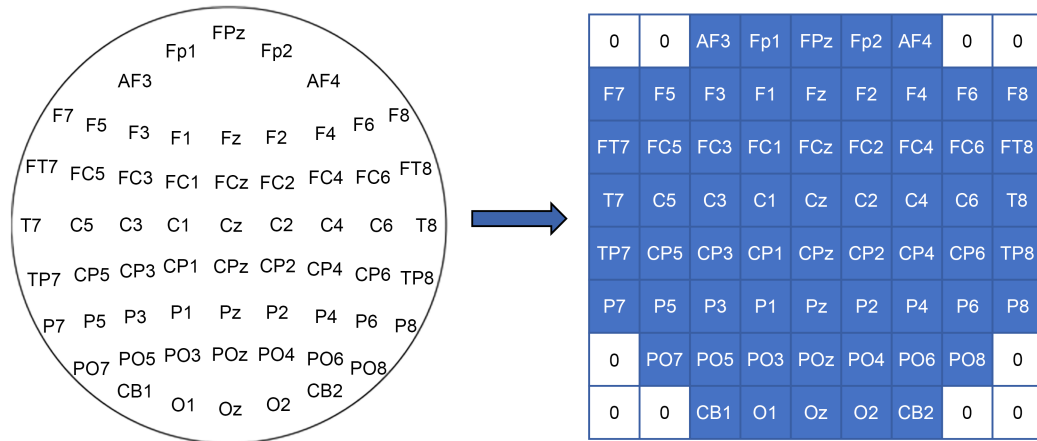 FPz
Fp1 Fp2
AF3 AF4
F7 F5 F3 F1 Fz F2 F4 F6 F8
FT7 FC5 FC3 FC1 FCz FC2 FC4 FC6 FT8
T7 C5 C3 C1 Cz C2 C4 C6 T8
TP7 CP5 CP3 CP1 CPz CP2 CP4 CP6 TP8
P7 P5 P3 P1 Pz P2 P4 P6 P8
PO7 PO5 PO3 POz PO4 PO6 PO8
CB1 O1 Oz O2 CB2
0 0 AF3 Fp1 FPz Fp2 AF4 0 0
F7 F5 F3 F1 Fz F2 F4 F6 F8
FT7 FC5 FC3 FC1 FCz FC2 FC4 FC6 FT8
T7 C5 C3 C1 Cz C2 C4 C6 T8
TP7 CP5 CP3 CP1 CPz CP2 CP4 CP6 TP8
P7 P5 P3 P1 Pz P2 P4 P6 P8
0 PO7 PO5 PO3 POz PO4 PO6 PO8 0
0 0 CB1 O1 Oz O2 CB2 0 0